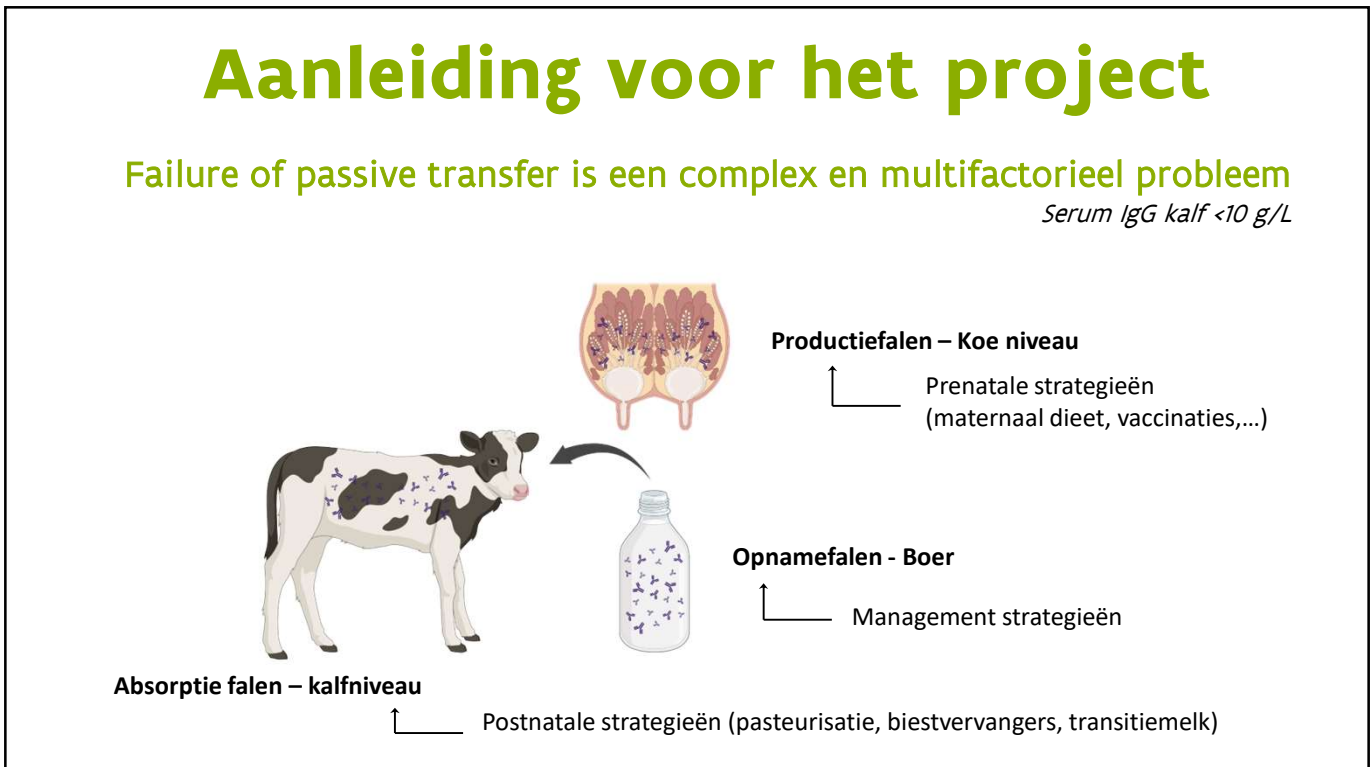 Aanleiding voor het project
Failure of passive transfer is een complex en multifactorieel probleem
Serum IgG kalf <10 g/L
Productiefalen – Koe niveau
Prenatale strategieën
(maternaal dieet, vaccinaties,...)
Opnamefalen - Boer
Management strategieën
Absorptie falen – kalfniveau
Postnatale strategieën (pasteurisatie, biestvervangers, transitiemelk)